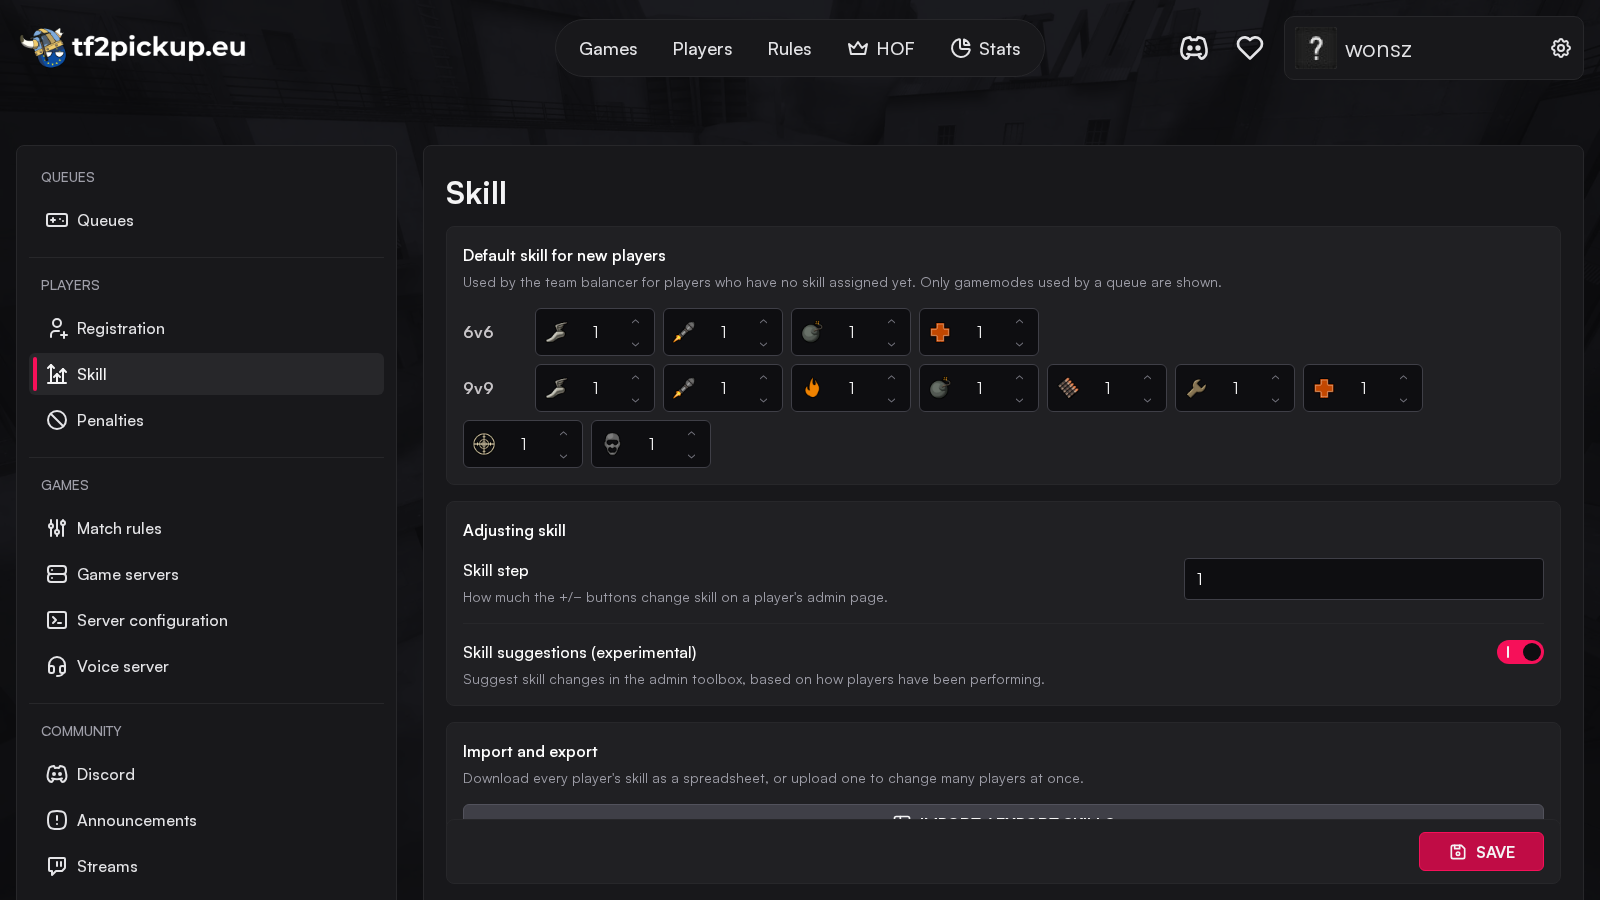 tf2pickup.eu
Games Players Rules HOF Stats
wonsz
QUEUES
Queues
PLAYERS
Registration
Skill
Penalties
GAMES
Match rules
Game servers
Server configuration
Voice server
COMMUNITY
Discord
Announcements
Streams
Skill
Default skill for new players
Used by the team balancer for players who have no skill assigned yet. Only gamemodes used by a queue are shown.
6v6 1 1 1 1
9v9 1 1 1 1 1 1 1
1 1
Adjusting skill
Skill step
1
How much the +/− buttons change skill on a player's admin page.
Skill suggestions (experimental)
Suggest skill changes in the admin toolbox, based on how players have been performing.
Import and export
Download every player's skill as a spreadsheet, or upload one to change many players at once.
IMPORT / EXPORT SKILLS
SAVE